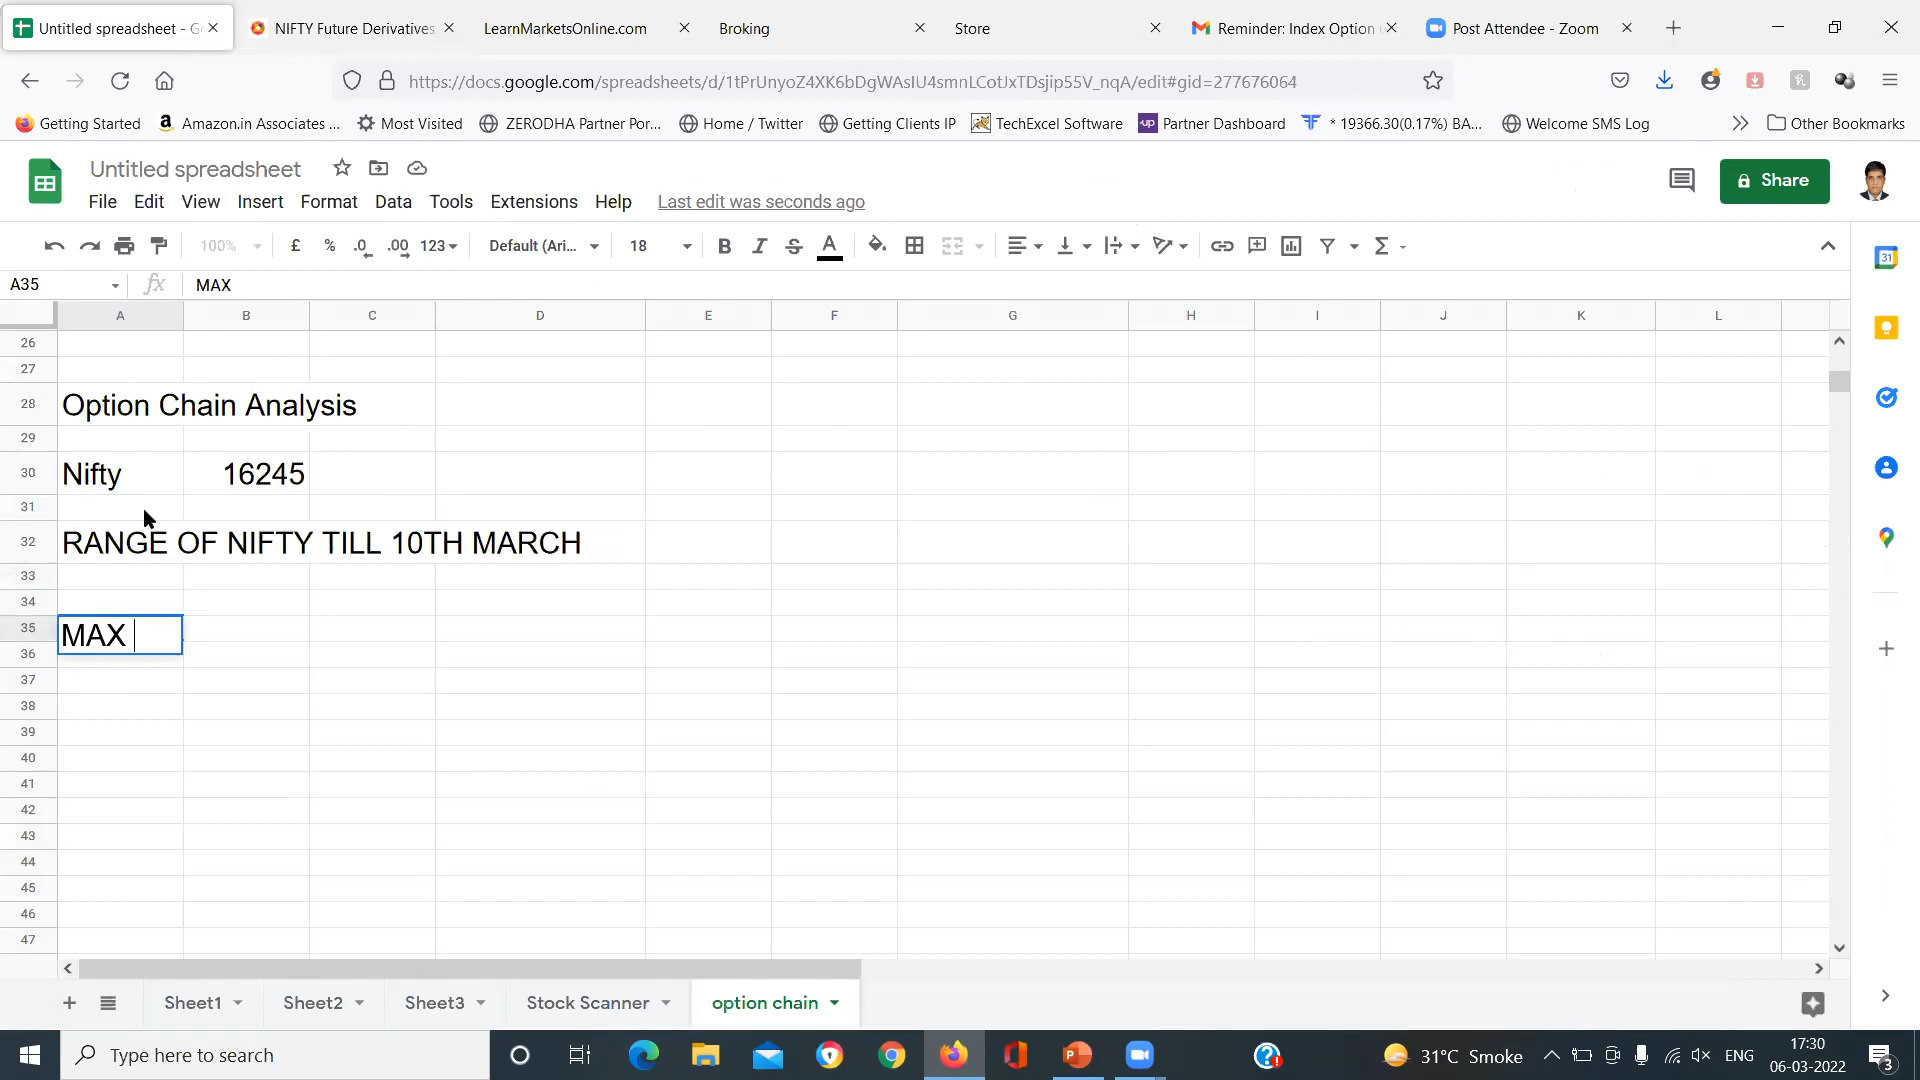 Untitled spreadsheet - G
NIFTY Future Derivatives,
LearnMarketsOnline.com
Broking
Store
Reminder: Index Option
Post Attendee - Zoom
https://docs.google.com/spreadsheets/d/1tPrUnyoZ4XK6bDgWAsIU4smnLCotJxTDsjip55V_nqA/edit#gid=277676064
Getting Started
Amazon.in Associates ...
Most Visited
ZERODHA Partner Por...
Home / Twitter
Getting Clients IP
TechExcel Software
Partner Dashboard
* 19366.30(0.17%) BA...
Welcome SMS Log
Other Bookmarks
Untitled spreadsheet
Share
File Edit View Insert Format Data Tools Extensions Help Last edit was seconds ago
100% £ % .0 .00 123 Default (Ari... 18 B I S A Σ
31
A35 fx MAX
A B C D E F G H I J K L
26
27
28 Option Chain Analysis
29
30 Nifty 16245
31
32 RANGE OF NIFTY TILL 10TH MARCH
33
34
35 MAX
36
37
38
39
40
41
42
43
44
45
46
47
Sheet1 Sheet2 Sheet3 Stock Scanner option chain
Type here to search
31°C Smoke
ENG
17:30
06-03-2022
3